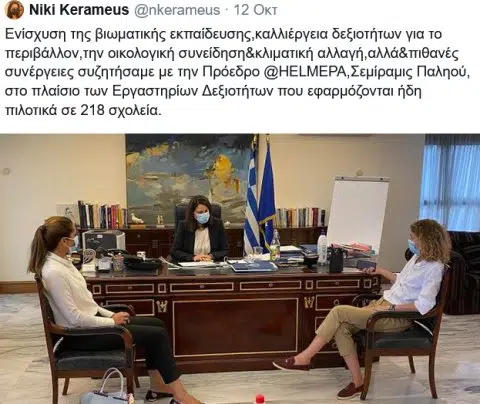 Niki Kerameus @nkerameus · 12 Οκτ
Ενίσχυση της βιωματικής εκπαίδευσης,καλλιέργεια δεξιοτήτων για το
περιβάλλον,την οικολογική συνείδηση&κλιματική αλλαγή,αλλά&πιθανές
συνέργειες συζητήσαμε με την Πρόεδρο @HELMEPA,Σεμίραμις Παληού,
στο πλαίσιο των Εργαστηρίων Δεξιοτήτων που εφαρμόζονται ήδη
πιλοτικά σε 218 σχολεία.